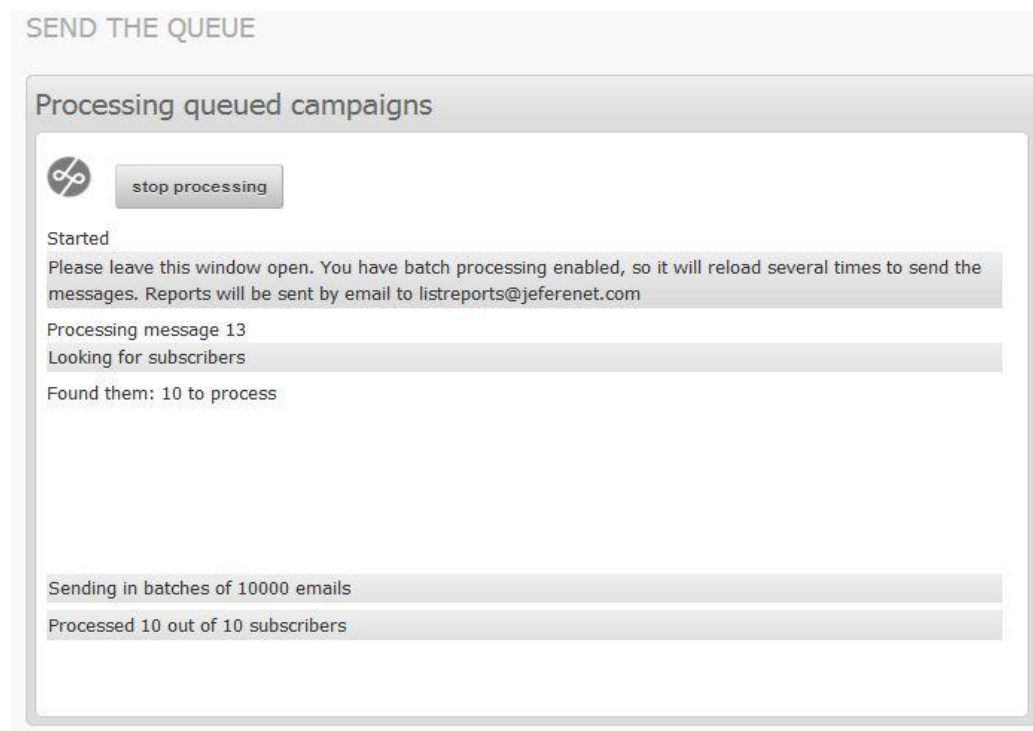 SEND THE QUEUE
Processing queued campaigns
stop processing
Started
Please leave this window open. You have batch processing enabled, so it will reload several times to send the
messages. Reports will be sent by email to listreports@jeferenet.com
Processing message 13
Looking for subscribers
Found them: 10 to process
Sending in batches of 10000 emails
Processed 10 out of 10 subscribers